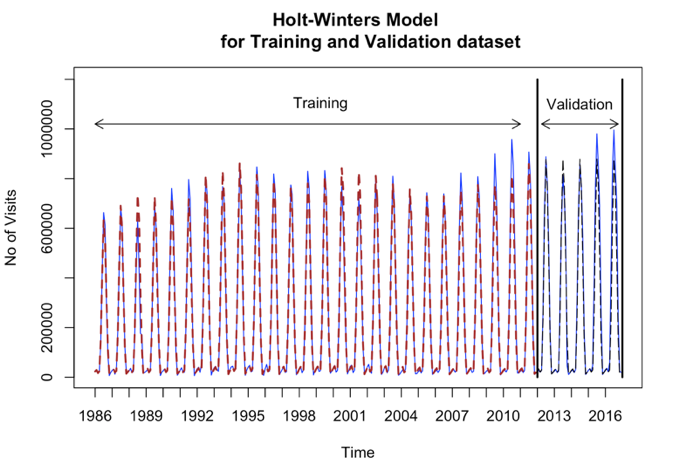 Holt-Winters Model
for Training and Validation dataset
No of Visits
1000000
600000
200000
0
Training
Validation
1986 1989 1992 1995 1998 2001 2004 2007 2010 2013 2016
Time